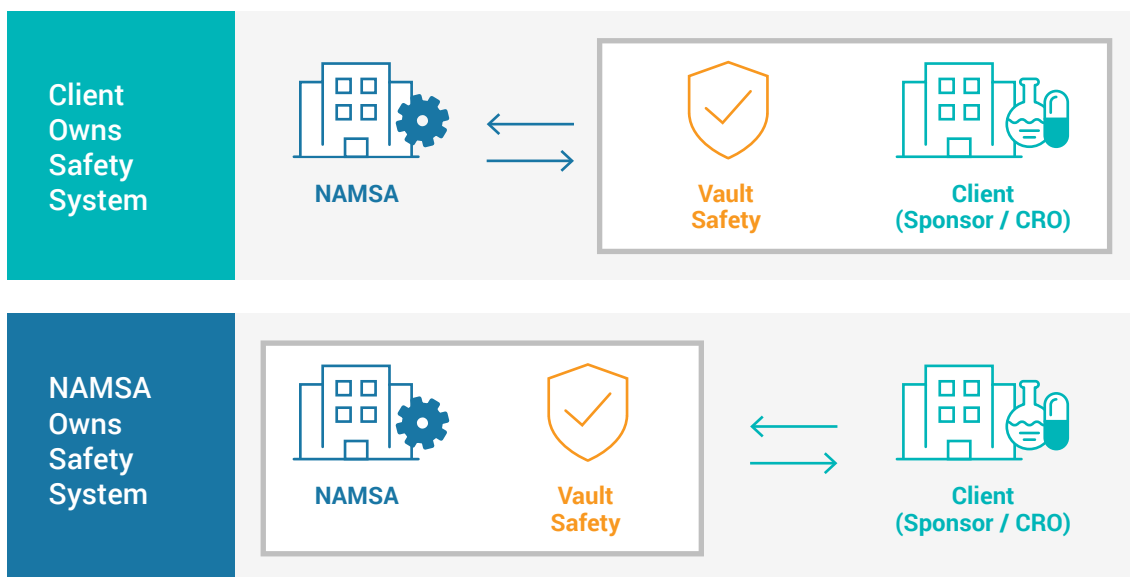 Client
Owns
Safety
System
NAMSA
Vault
Safety
Client
(Sponsor / CRO)
NAMSA
Owns
Safety
System
NAMSA
Vault
Safety
Client
(Sponsor / CRO)